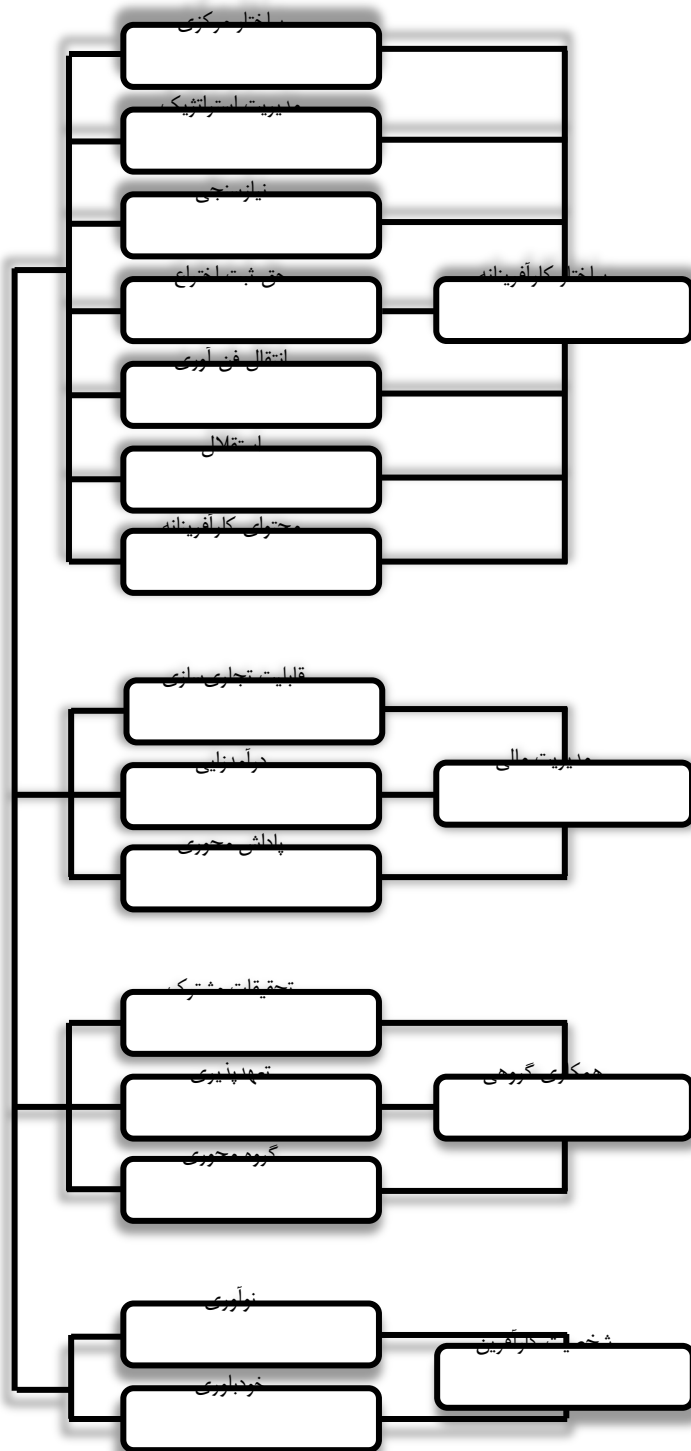 ساختار مرکزی
مدیریت استراتژیک
نیازسنجی
حق ثبت اختراع
ساختار کارآفرینانه
انتقال فن آوری
استقلال
محتوای کارآفرینانه
قابلیت تجاری‌سازی
مدیریت مالی
درآمدزایی
پاداش محوری
تحقیقات مشترک
همکاری گروهی
تعهدپذیری
گروه محوری
نوآوری
شخصیت کارآفرین
خودباوری